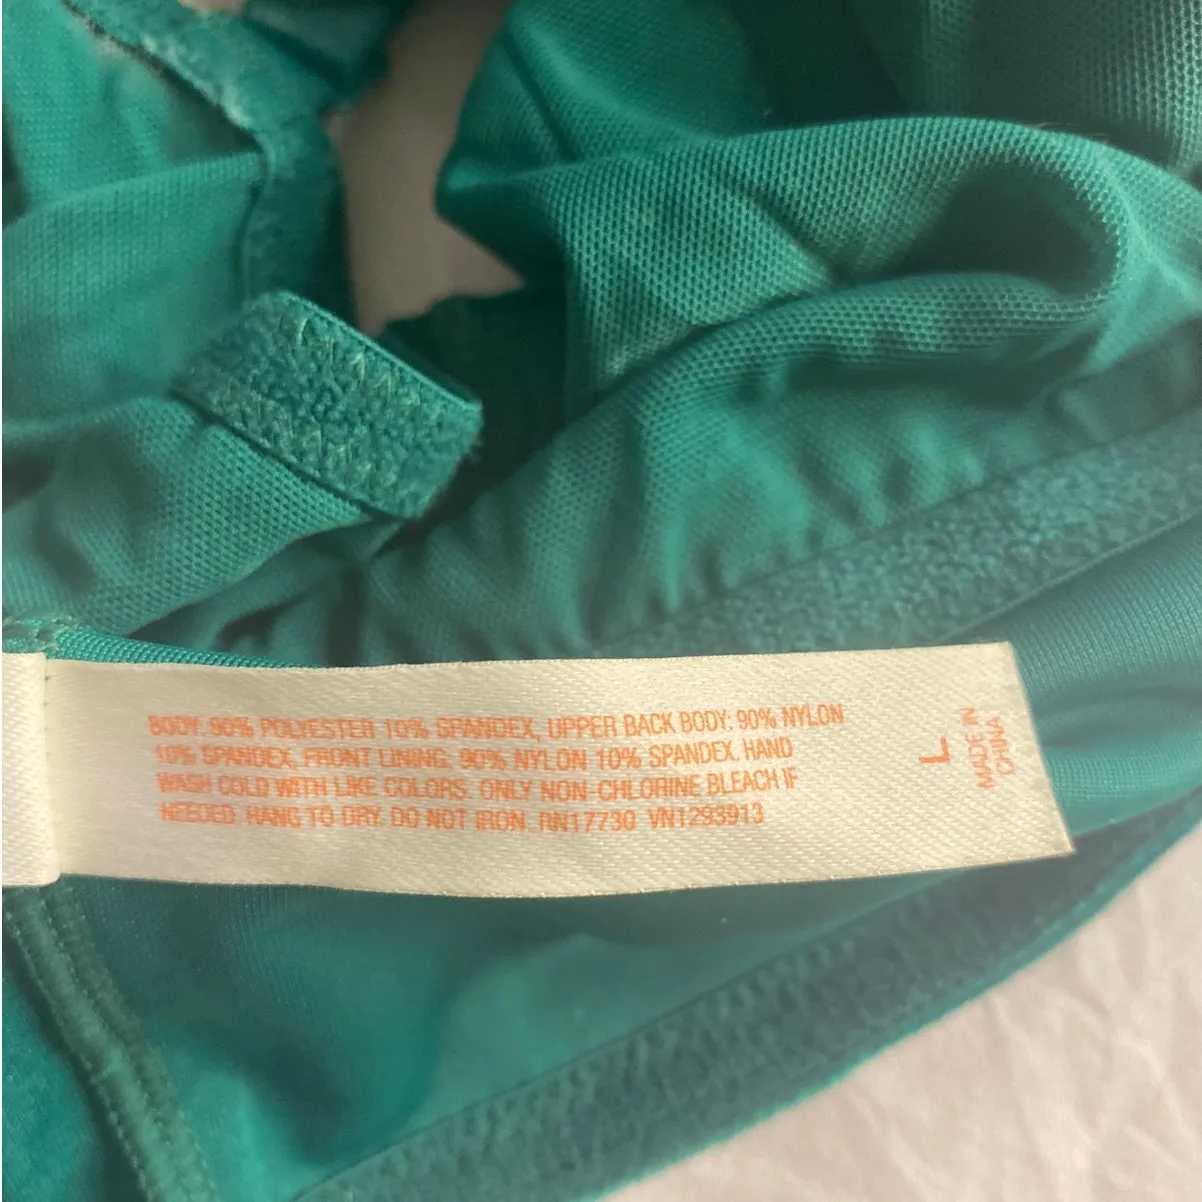 BODY: 90% POLYESTER 10% SPANDEX, UPPER BACK BODY: 90% NYLON
10% SPANDEX, FRONT LINING: 90% NYLON 10% SPANDEX. HAND
WASH COLD WITH LIKE COLORS. ONLY NON-CHLORINE BLEACH IF
NEEDED. HANG TO DRY. DO NOT IRON. RN17730 VN1293913
L
MADE IN
CHINA